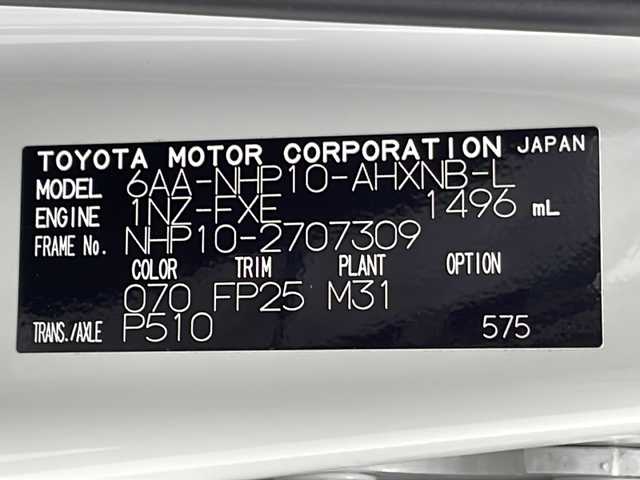 TOYOTA MOTOR CORPORATION JAPAN
MODEL 6AA-NHP10-AHXNB-L
ENGINE 1NZ-FXE 1496 mL
FRAME No. NHP10-2707309
COLOR TRIM PLANT OPTION
070 FP25 M31
TRANS./AXLE P510 575